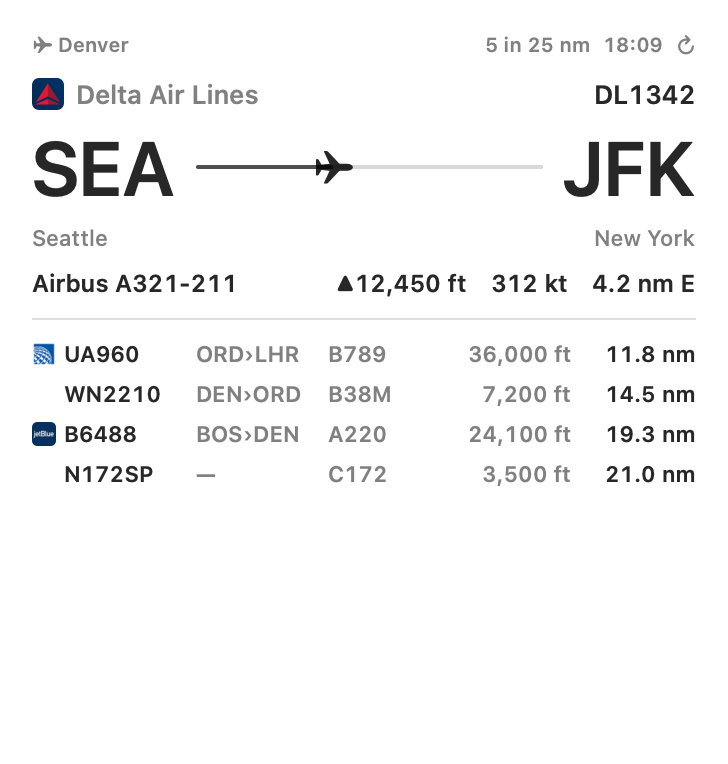 Denver 5 in 25 nm 18:09
Delta Air Lines DL1342
SEA JFK
Seattle New York
Airbus A321-211 ▲12,450 ft 312 kt 4.2 nm E
UA960 ORD›LHR B789 36,000 ft 11.8 nm
WN2210 DEN›ORD B38M 7,200 ft 14.5 nm
jetBlue B6488 BOS›DEN A220 24,100 ft 19.3 nm
N172SP — C172 3,500 ft 21.0 nm